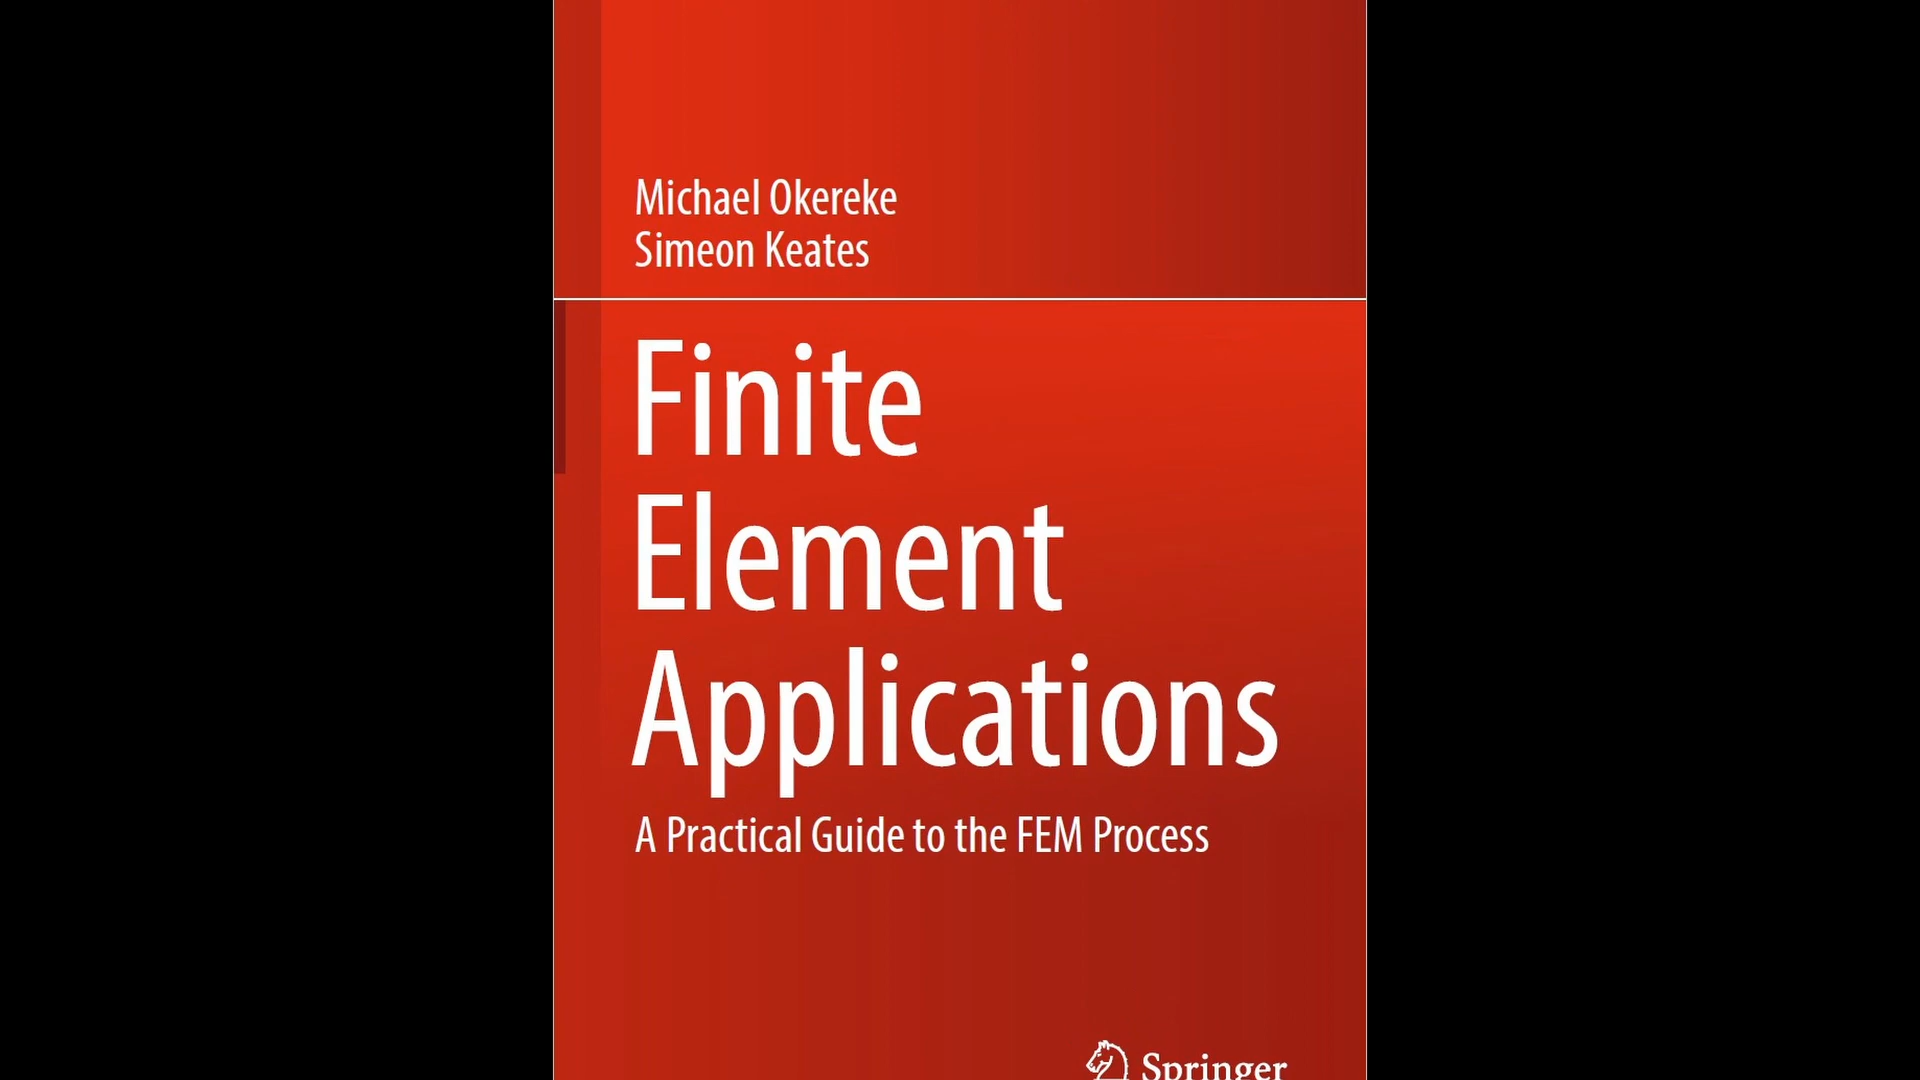 Michael Okereke
Simeon Keates
Finite
Element
Applications
A Practical Guide to the FEM Process
Springer